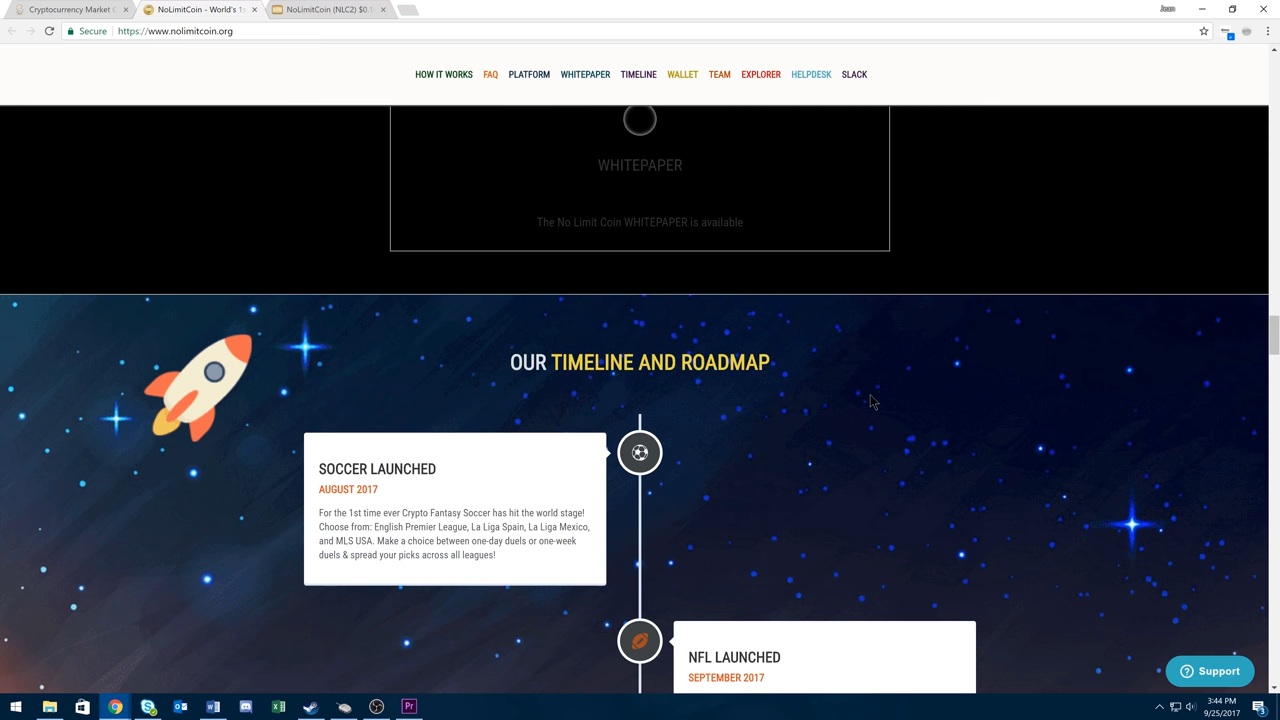 Cryptocurrency Market C
NoLimitCoin - World's 1s
NoLimitCoin (NLC2) $0.1
Jean
Secure
https://www.nolimitcoin.org
HOW IT WORKS
FAQ
PLATFORM
WHITEPAPER
TIMELINE
WALLET
TEAM
EXPLORER
HELPDESK
SLACK
WHITEPAPER
The No Limit Coin WHITEPAPER is available
OUR TIMELINE AND ROADMAP
SOCCER LAUNCHED
AUGUST 2017
For the 1st time ever Crypto Fantasy Soccer has hit the world stage!
Choose from: English Premier League, La Liga Spain, La Liga Mexico,
and MLS USA. Make a choice between one-day duels or one-week
duels & spread your picks across all leagues!
NFL LAUNCHED
SEPTEMBER 2017
Support
3:44 PM
9/25/2017